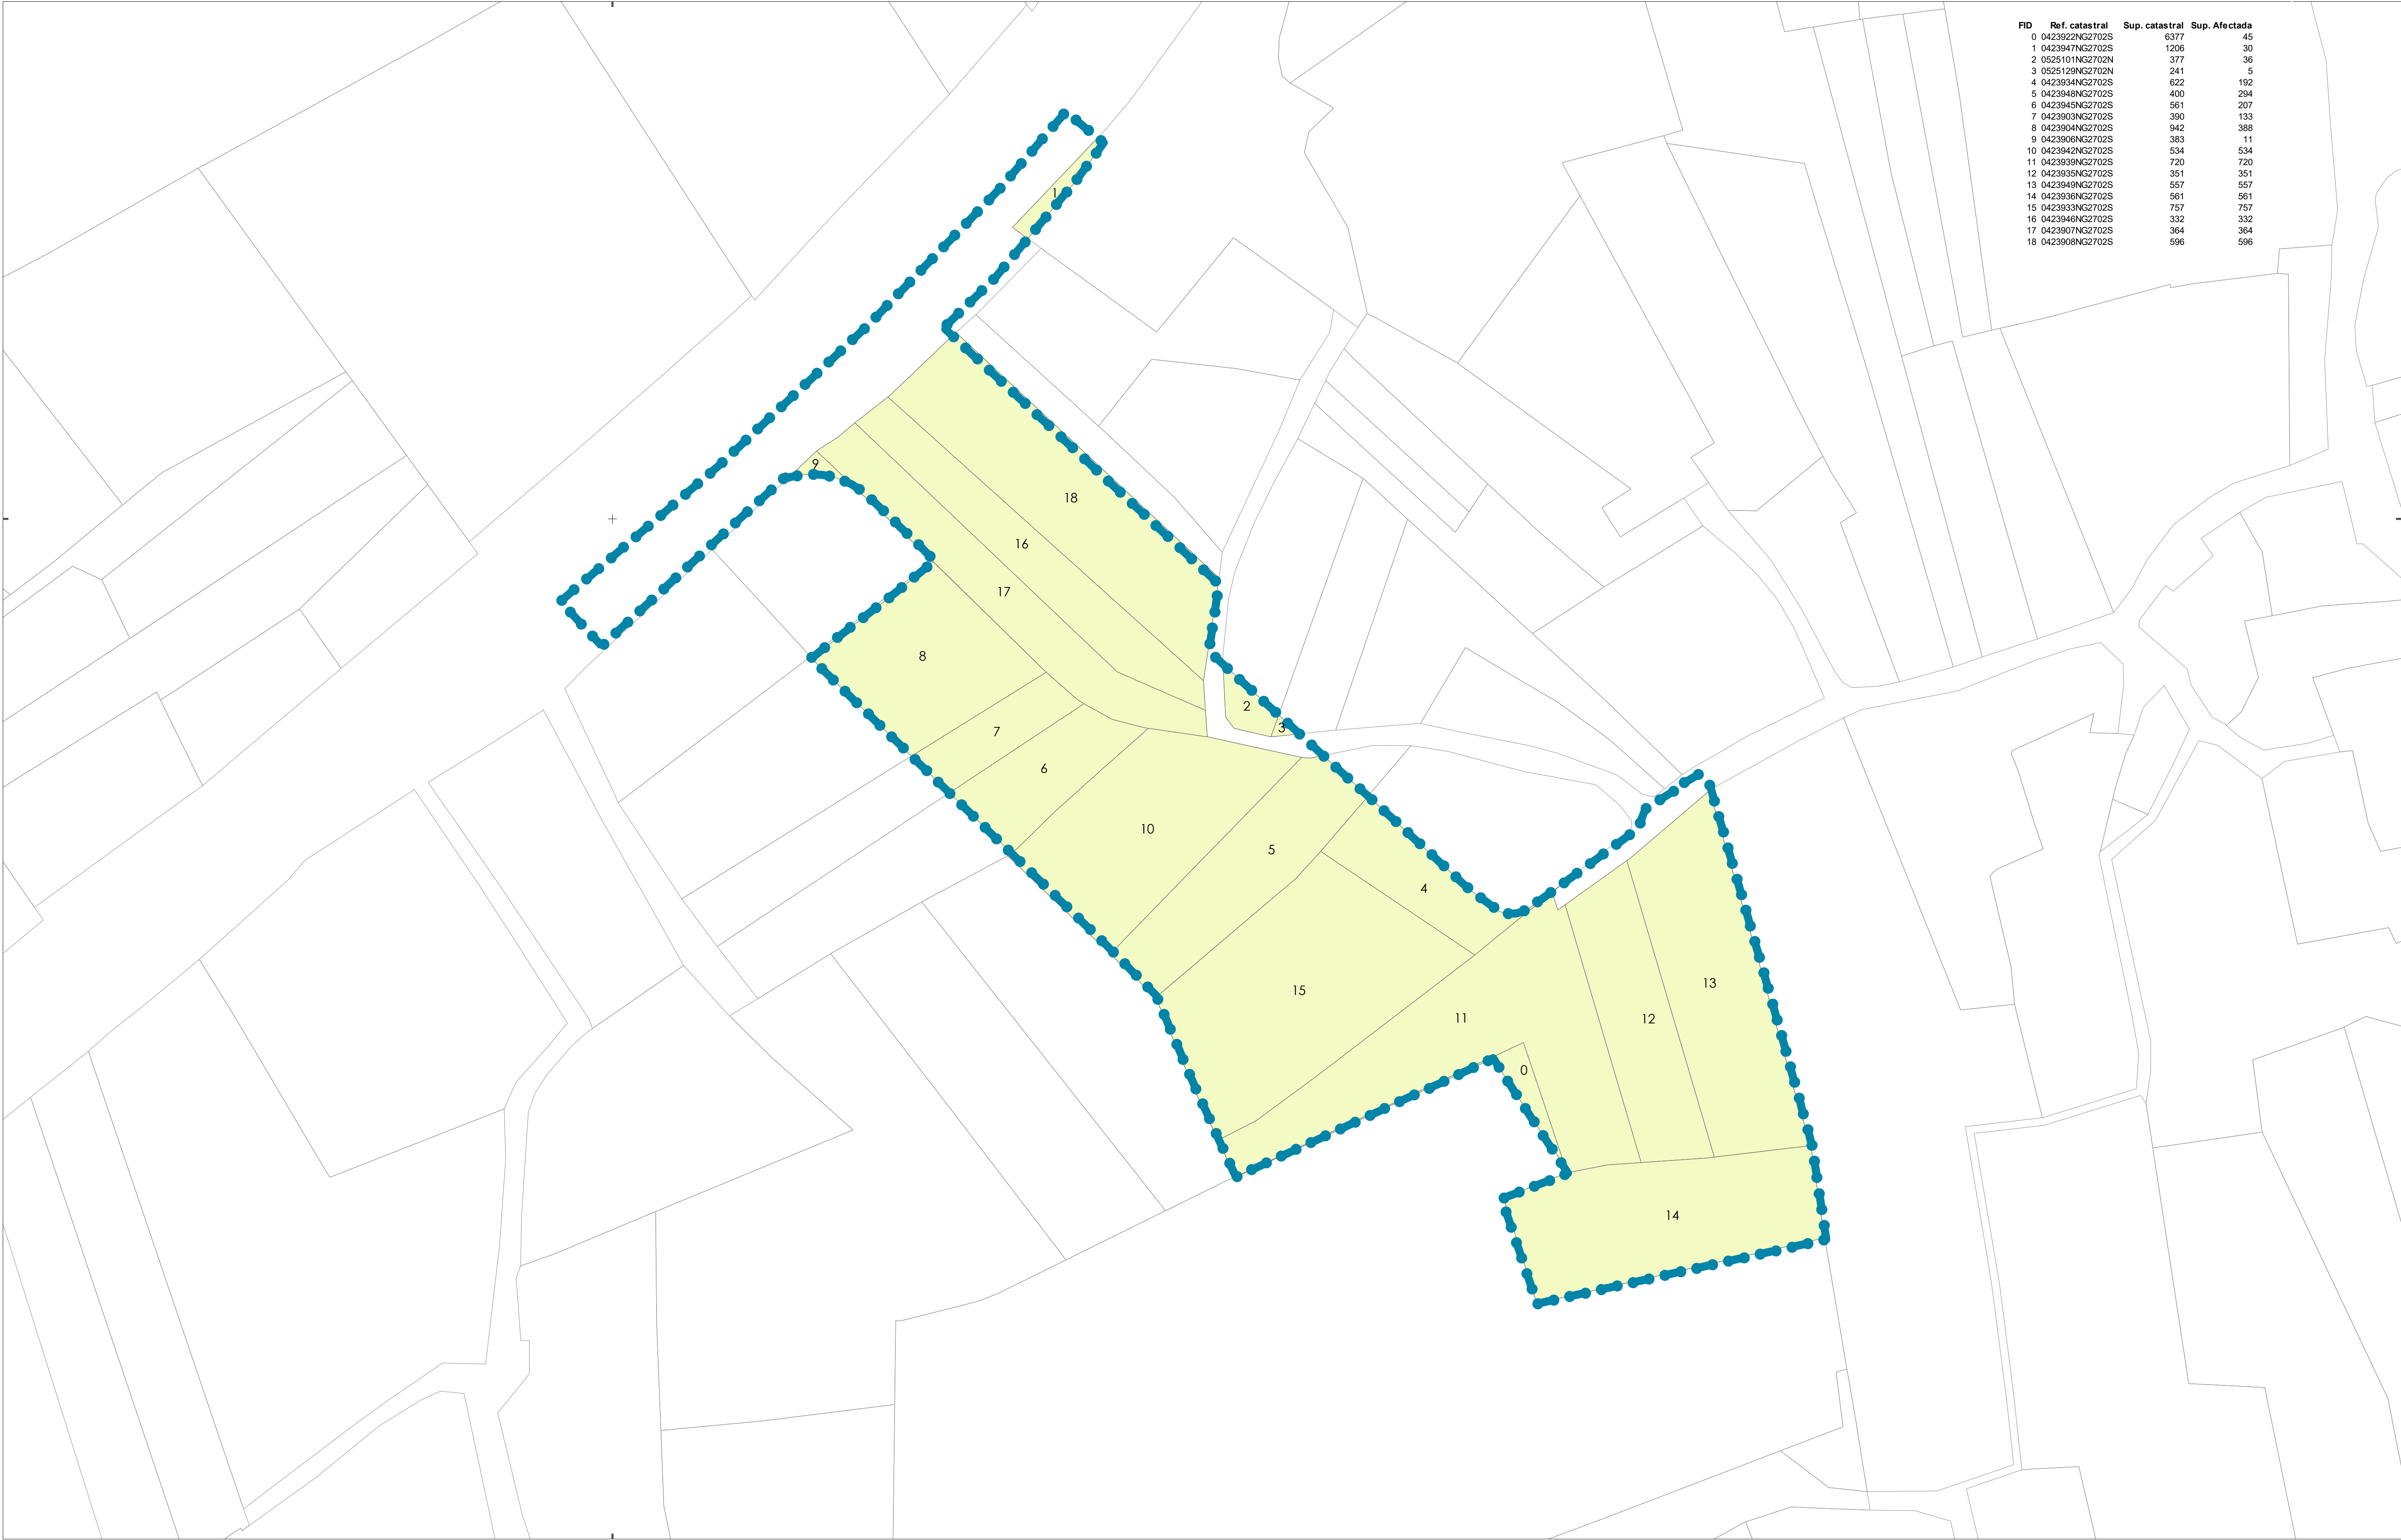 FID Ref. catastral Sup. catastral Sup. Afectada
0 0423922NG2702S 6377 45
1 0423947NG2702S 1206 30
2 0525101NG2702N 377 36
3 0525129NG2702N 241 5
4 0423934NG2702S 622 192
5 0423948NG2702S 400 294
6 0423945NG2702S 561 207
7 0423903NG2702S 390 133
8 0423904NG2702S 942 388
9 0423906NG2702S 383 11
10 0423942NG2702S 534 534
11 0423939NG2702S 720 720
12 0423935NG2702S 351 351
13 0423949NG2702S 557 557
14 0423936NG2702S 561 561
15 0423933NG2702S 757 757
16 0423946NG2702S 332 332
17 0423907NG2702S 364 364
18 0423908NG2702S 596 596
1
9
18
16
17
8
2
3
7
6
10
5
4
13
15
11
12
0
14